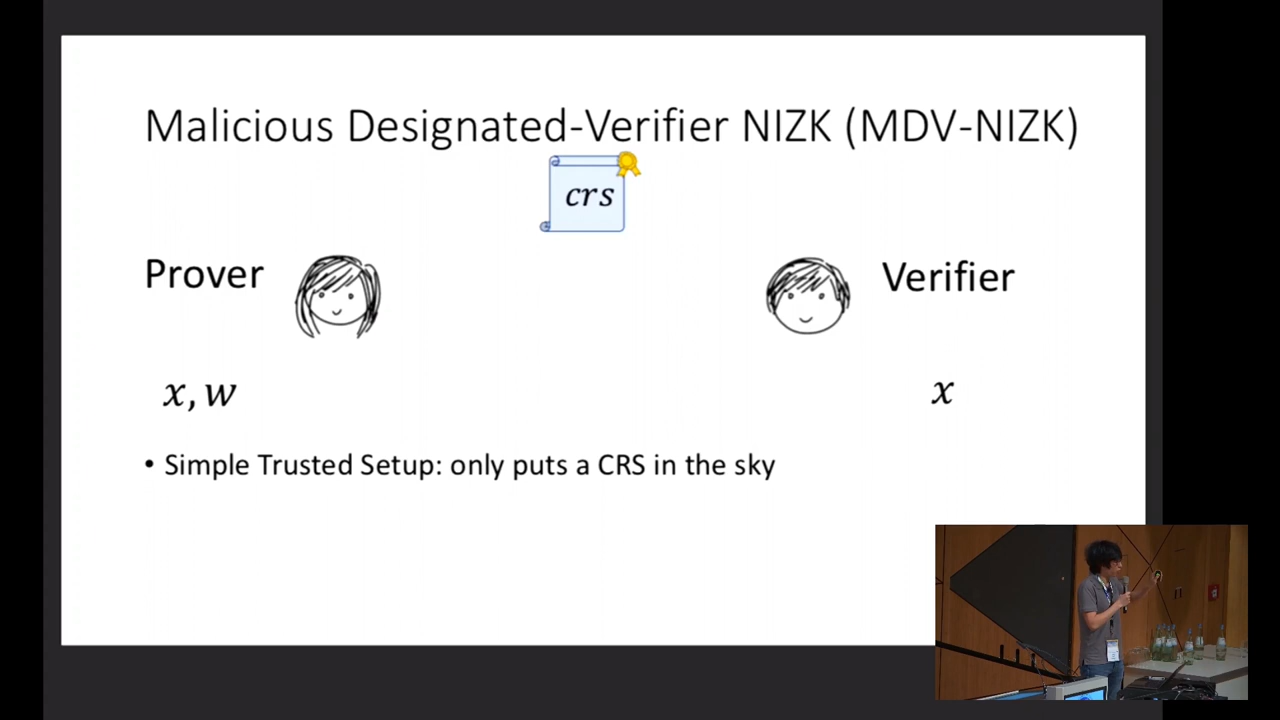 Malicious Designated-Verifier NIZK (MDV-NIZK)
crs
Prover
Verifier
x, w
x
• Simple Trusted Setup: only puts a CRS in the sky